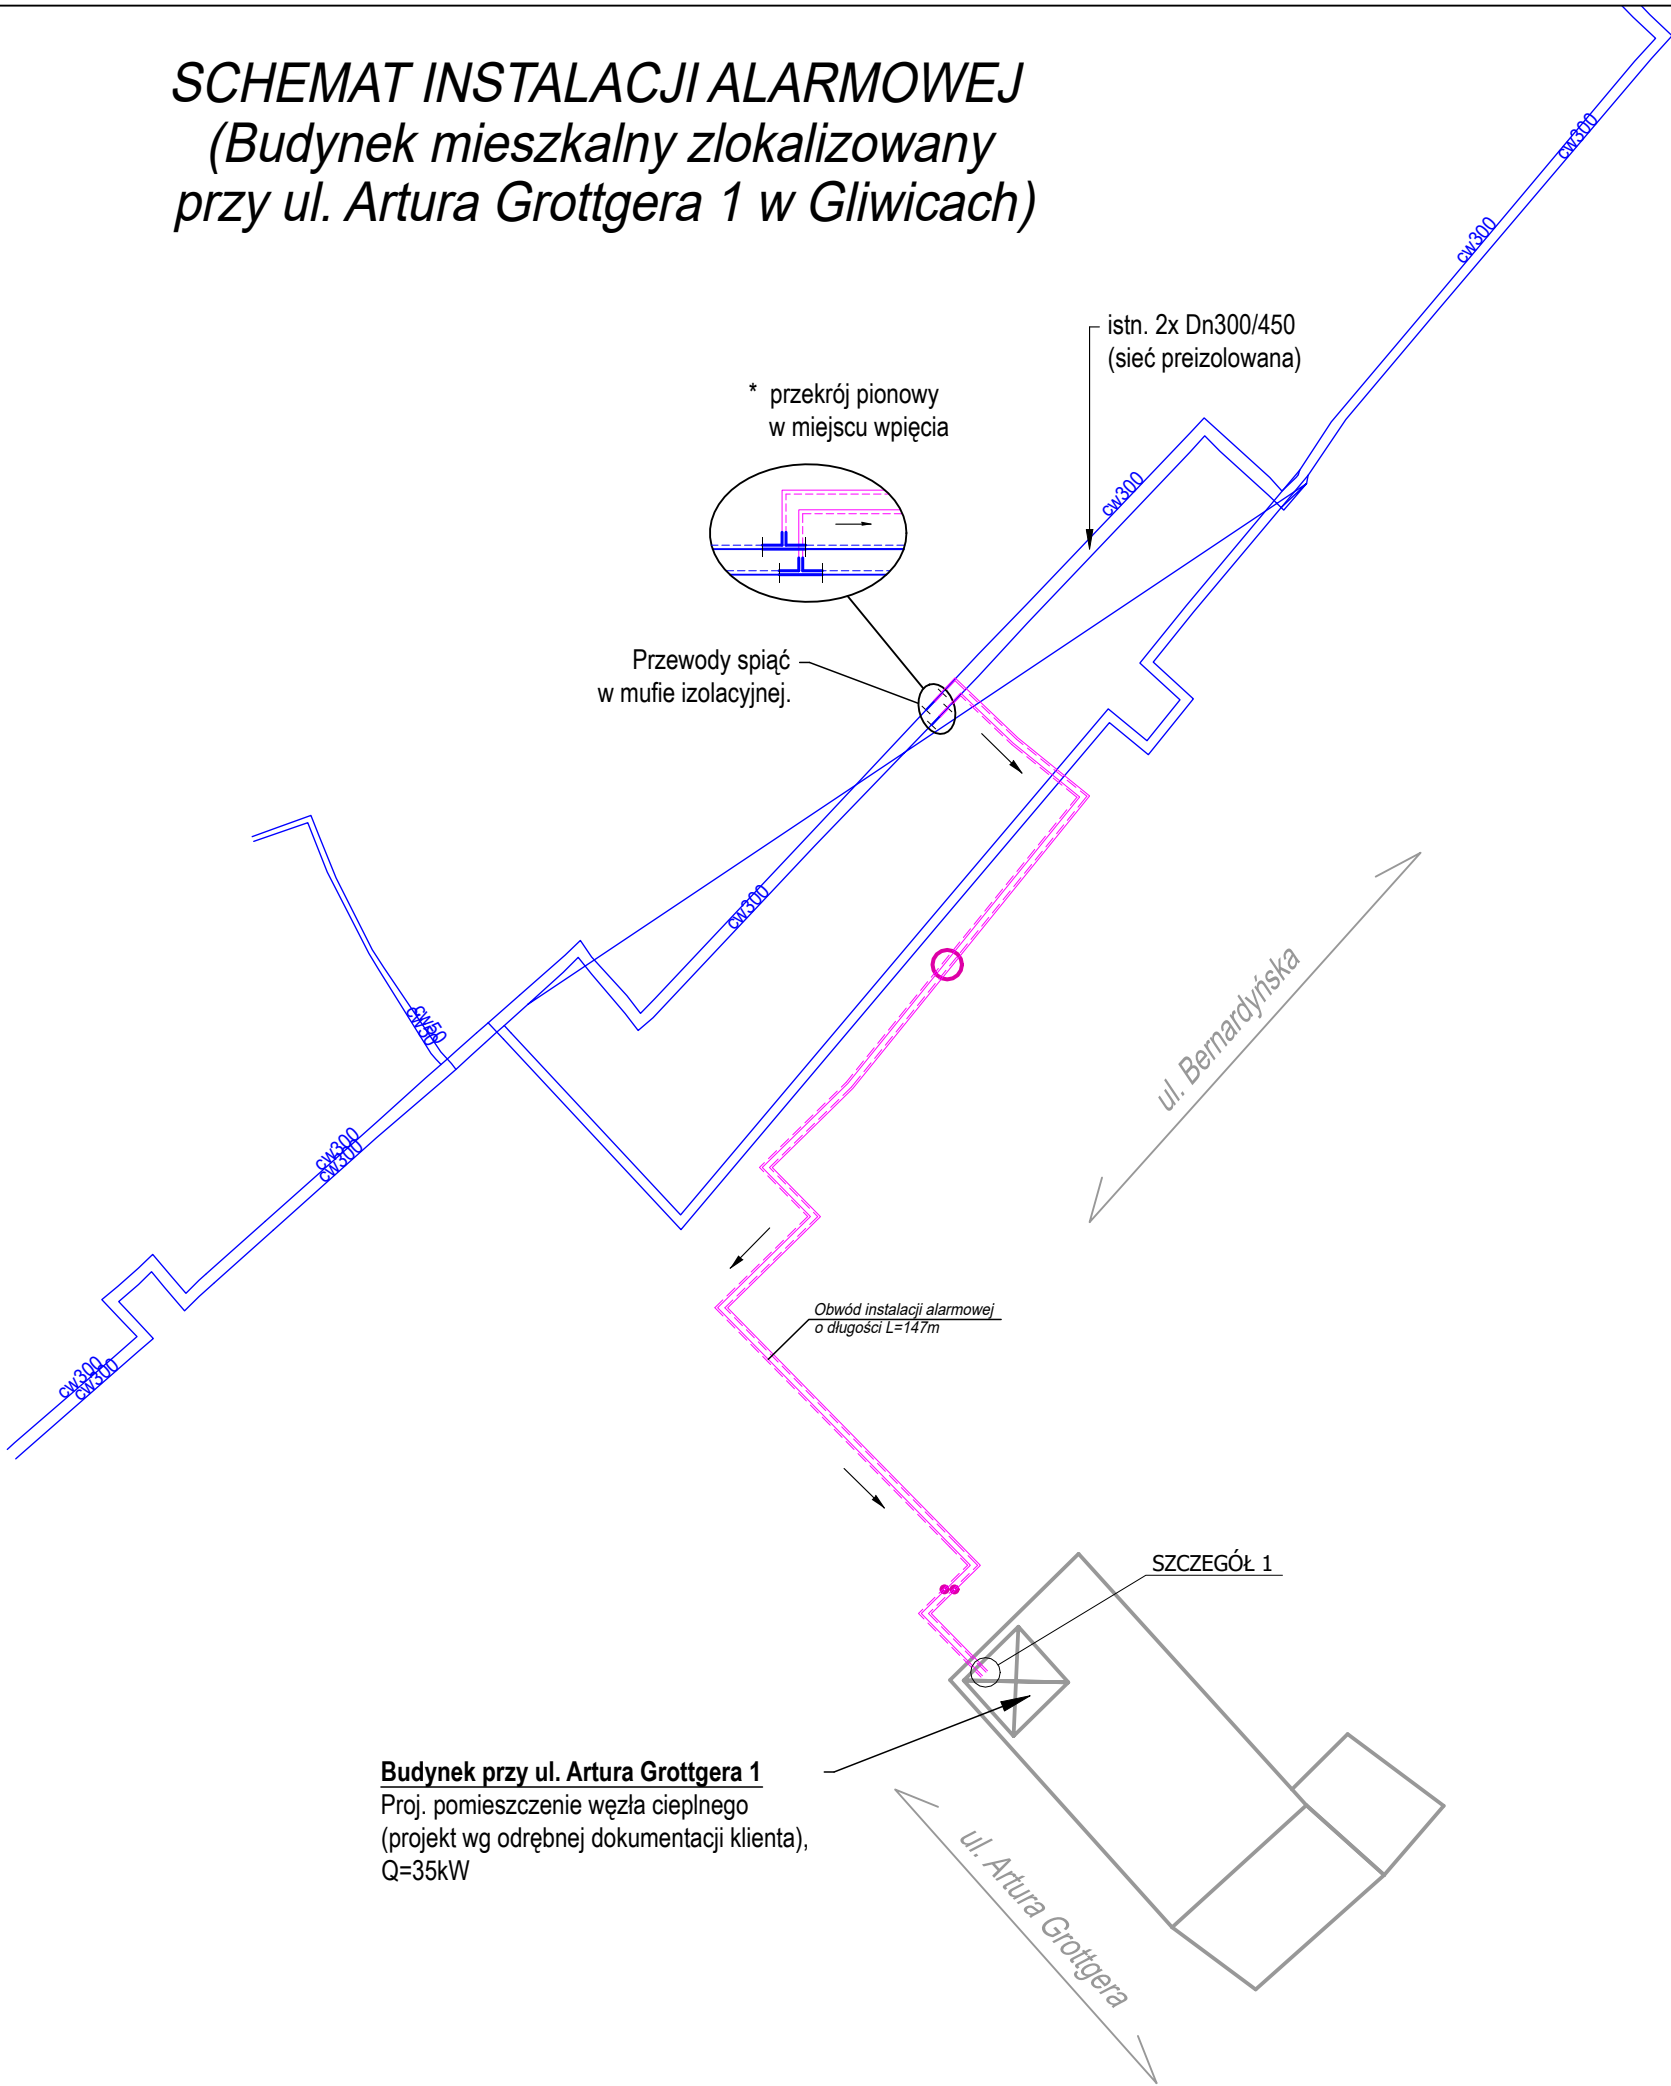 SCHEMAT INSTALACJI ALARMOWEJ
(Budynek mieszkalny zlokalizowany
przy ul. Artura Grottgera 1 w Gliwicach)
cw300
cw300
istn. 2x Dn300/450
(sieć preizolowana)
* przekrój pionowy
w miejscu wpięcia
cw300
Przewody spiąć
w mufie izolacyjnej.
cw300
cw50
cw50
ul. Bernardyńska
cw300
cw300
Obwód instalacji alarmowej
o długości L=147m
cw300
cw300
SZCZEGÓŁ 1
Budynek przy ul. Artura Grottgera 1
Proj. pomieszczenie węzła cieplnego
(projekt wg odrębnej dokumentacji klienta),
Q=35kW
ul. Artura Grottgera